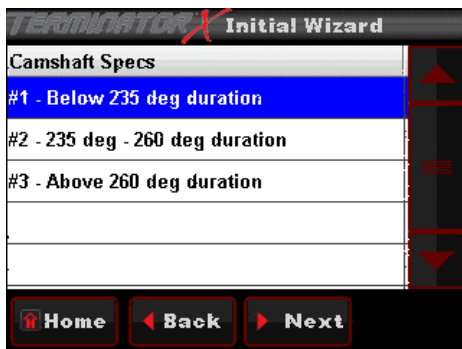 TERMINATOR X Initial Wizard
Camshaft Specs
#1 - Below 235 deg duration
#2 - 235 deg - 260 deg duration
#3 - Above 260 deg duration
Home Back Next